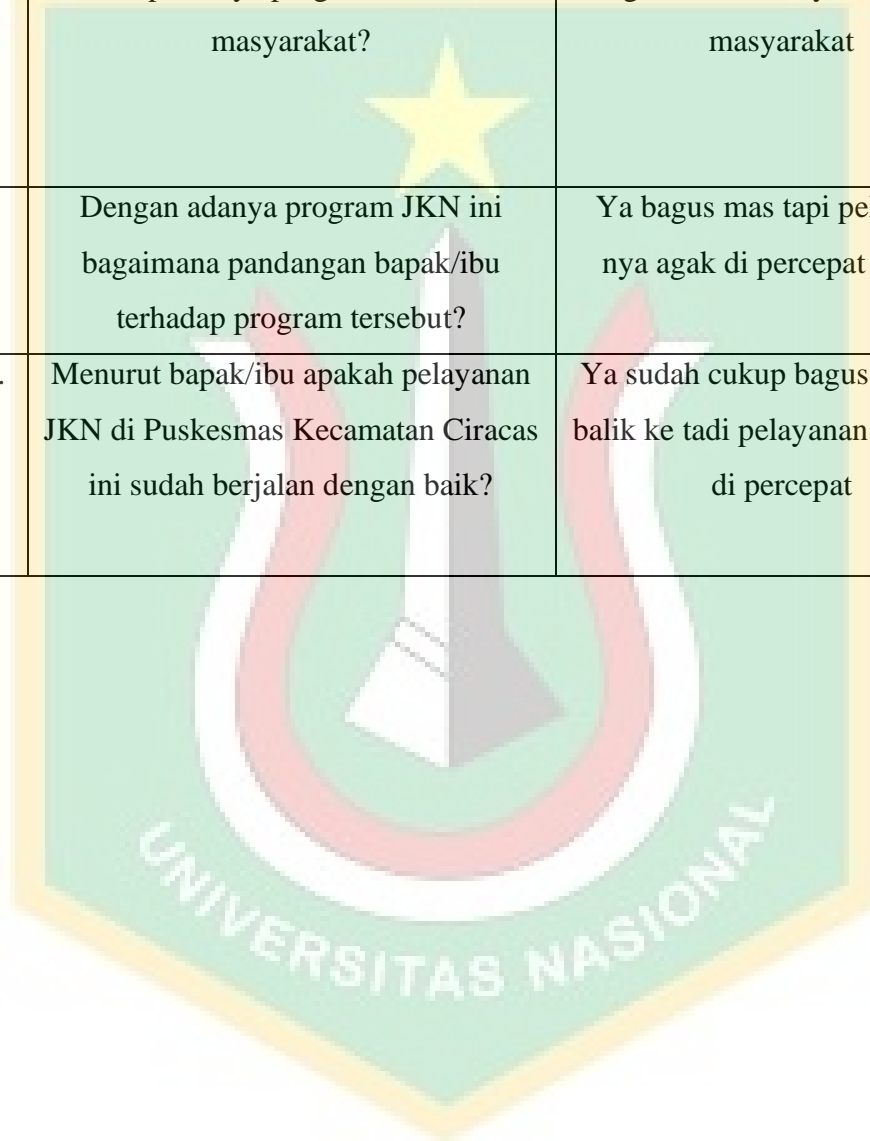 masyarakat?
masyarakat
Dengan adanya program JKN ini
bagaimana pandangan bapak/ibu
terhadap program tersebut?
Ya bagus mas tapi
nya agak di percepat
.
Menurut bapak/ibu apakah pelayanan
JKN di Puskesmas Kecamatan Ciracas
ini sudah berjalan dengan baik?
Ya sudah cukup bagus
balik ke tadi pelayanan
di percepat
UNIVERSITAS NASIONAL